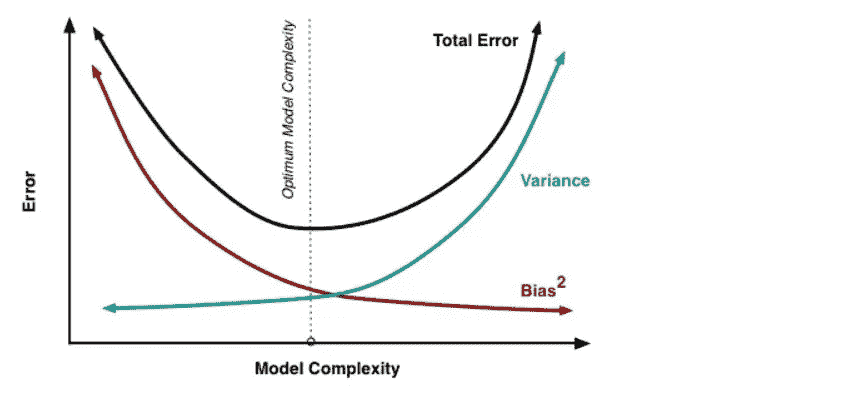 Total Error
Optimum Model Complexity
Error
Variance
Bias²
Model Complexity